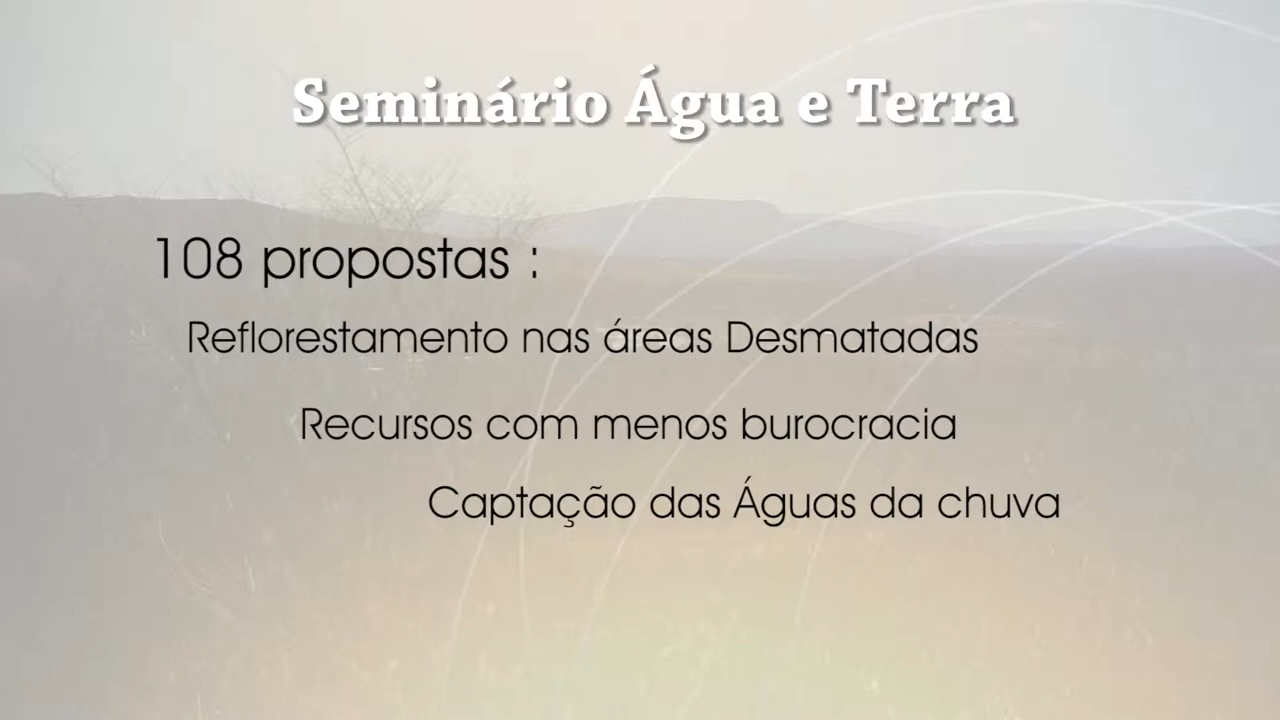 Seminário Água e Terra
108 propostas :
Reflorestamento nas áreas Desmatadas
Recursos com menos burocracia
Captação das Águas da chuva